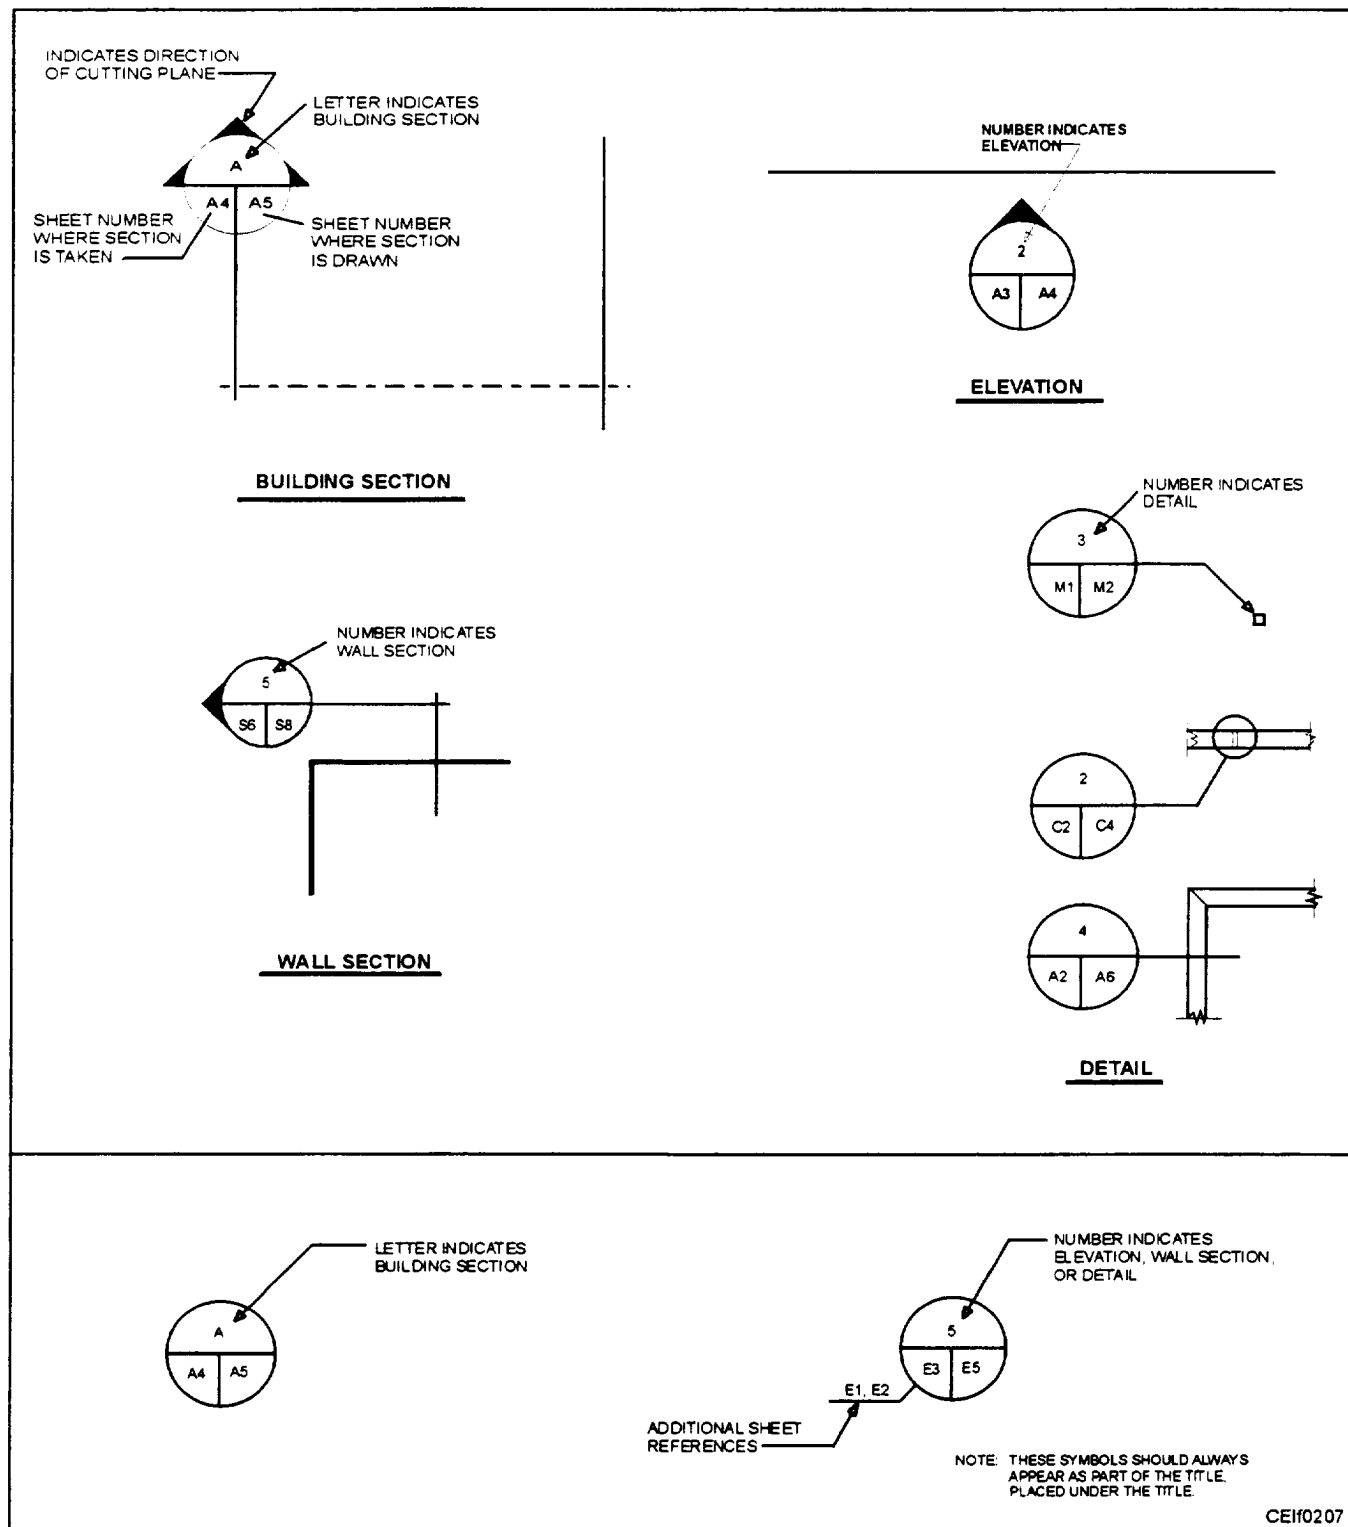 INDICATES DIRECTION
OF CUTTING PLANE
LETTER INDICATES
BUILDING SECTION
A
A4
A5
SHEET NUMBER
WHERE SECTION
IS TAKEN
SHEET NUMBER
WHERE SECTION
IS DRAWN
BUILDING SECTION
NUMBER INDICATES
ELEVATION
2
A3
A4
ELEVATION
NUMBER INDICATES
WALL SECTION
5
S6
S8
WALL SECTION
NUMBER INDICATES
DETAIL
3
M1
M2
2
C2
C4
4
A2
A6
DETAIL
LETTER INDICATES
BUILDING SECTION
A
A4
A5
NUMBER INDICATES
ELEVATION, WALL SECTION,
OR DETAIL
5
E3
E5
E1, E2
ADDITIONAL SHEET
REFERENCES
NOTE: THESE SYMBOLS SHOULD ALWAYS
APPEAR AS PART OF THE TITLE,
PLACED UNDER THE TITLE.
CEIf0207